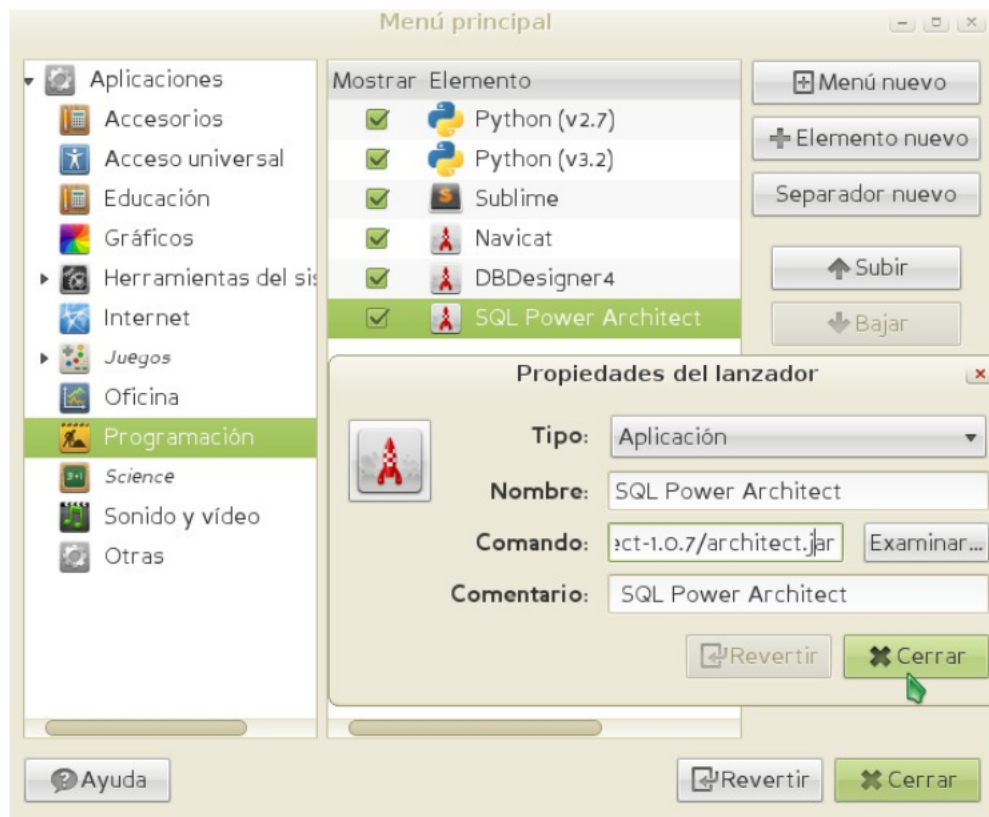 Menú principal
Aplicaciones
Accesorios
Acceso universal
Educación
Gráficos
Herramientas del sis
Internet
Juegos
Oficina
Programación
Science
Sonido y vídeo
Otras
Mostrar Elemento
Python (v2.7)
Python (v3.2)
Sublime
Navicat
DBDesigner4
SQL Power Architect
Menú nuevo
Elemento nuevo
Separador nuevo
Subir
Bajar
Propiedades del lanzador
Tipo: Aplicación
Nombre: SQL Power Architect
Comando: ect-1.0.7/architect.jar Examinar...
Comentario: SQL Power Architect
Revertir Cerrar
Ayuda Revertir Cerrar